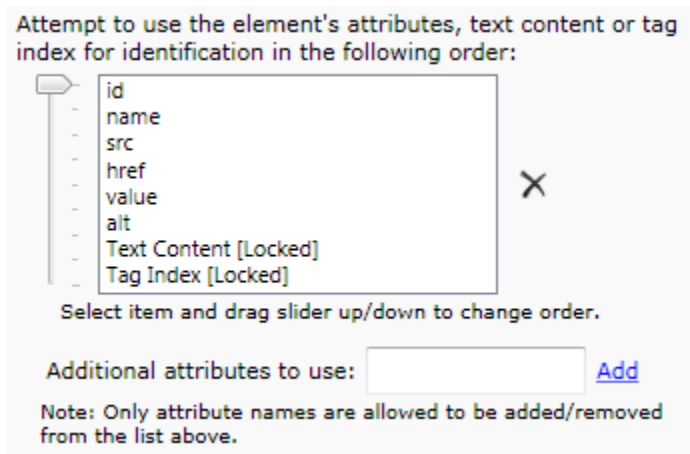 Attempt to use the element's attributes, text content or tag
index for identification in the following order:
id
name
src
href
value
alt
Text Content [Locked]
Tag Index [Locked]
Select item and drag slider up/down to change order.
Additional attributes to use: Add
Note: Only attribute names are allowed to be added/removed
from the list above.